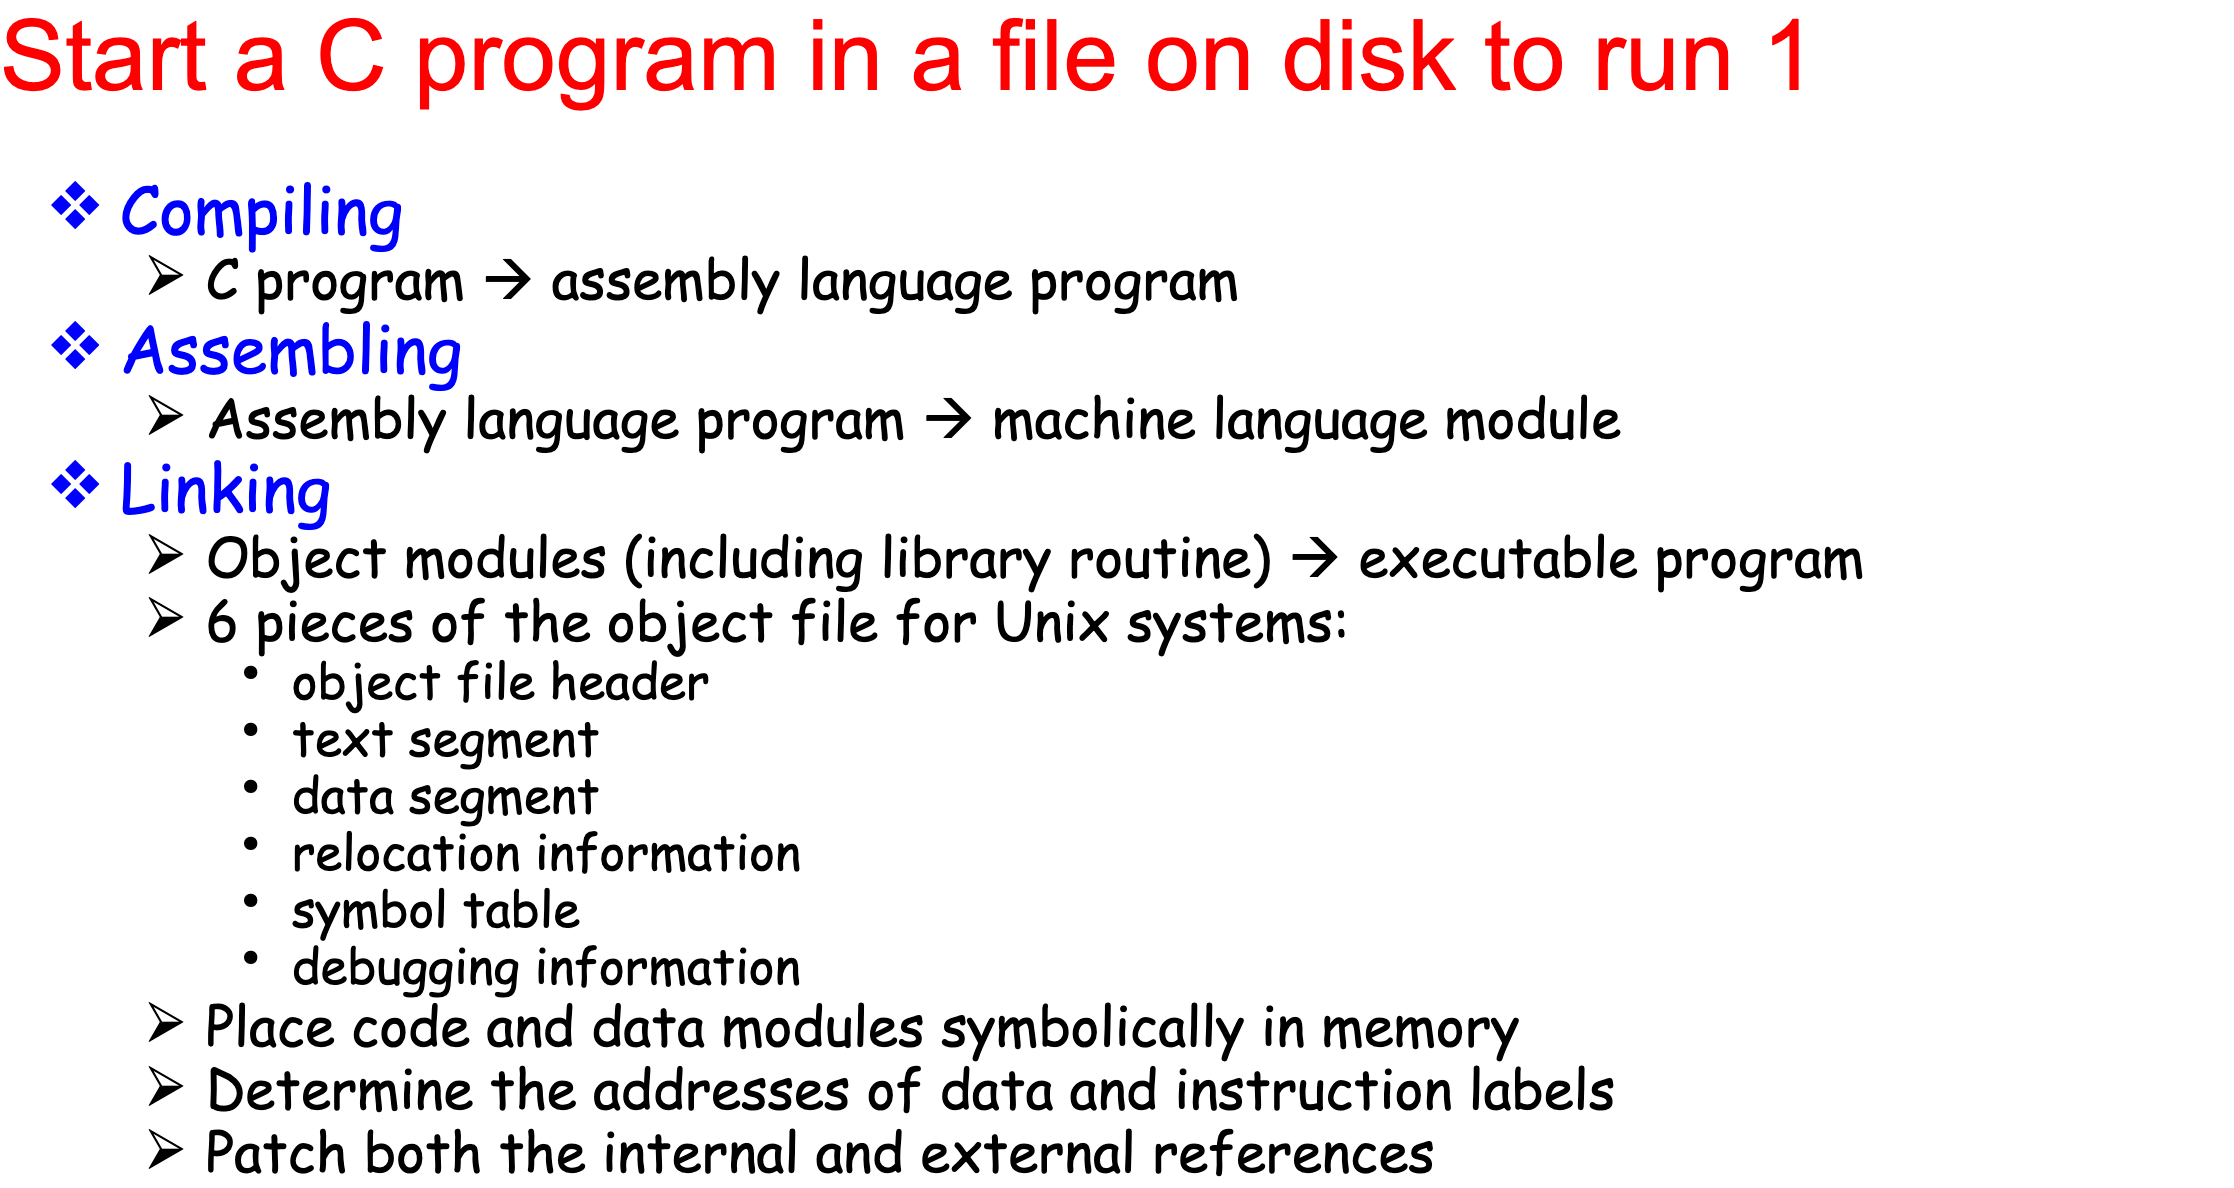 Start a C program in a file on disk to run 1
❖ Compiling
➢ C program → assembly language program
❖ Assembling
➢ Assembly language program → machine language module
❖ Linking
➢ Object modules (including library routine) → executable program
➢ 6 pieces of the object file for Unix systems:
• object file header
• text segment
• data segment
• relocation information
• symbol table
• debugging information
➢ Place code and data modules symbolically in memory
➢ Determine the addresses of data and instruction labels
➢ Patch both the internal and external references